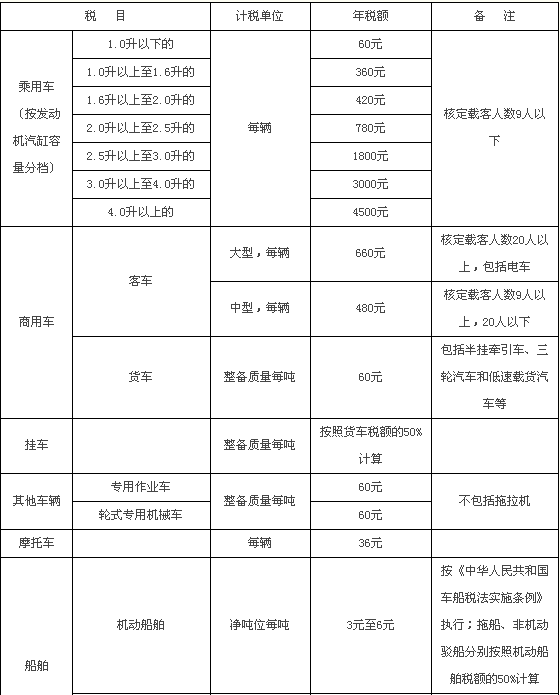 税 目 计税单位 年税额 备 注
乘用车（按发动机汽缸容量分档） 1.0升以下的 每辆 60元 核定载客人数9人以下
1.0升以上至1.6升的 360元
1.6升以上至2.0升的 420元
2.0升以上至2.5升的 780元
2.5升以上至3.0升的 1800元
3.0升以上至4.0升的 3000元
4.0升以上的 4500元
商用车 客车 大型，每辆 660元 核定载客人数20人以上，包括电车
中型，每辆 480元 核定载客人数9人以上，20人以下
货车 整备质量每吨 60元 包括半挂牵引车、三轮汽车和低速载货汽车等
挂车 整备质量每吨 按照货车税额的50%计算
其他车辆 专用作业车 整备质量每吨 60元 不包括拖拉机
轮式专用机械车 60元
摩托车 每辆 36元
船舶 机动船舶 净吨位每吨 3元至6元 按《中华人民共和国车船税法实施条例》执行；拖船、非机动驳船分别按照机动船舶税额的50%计算